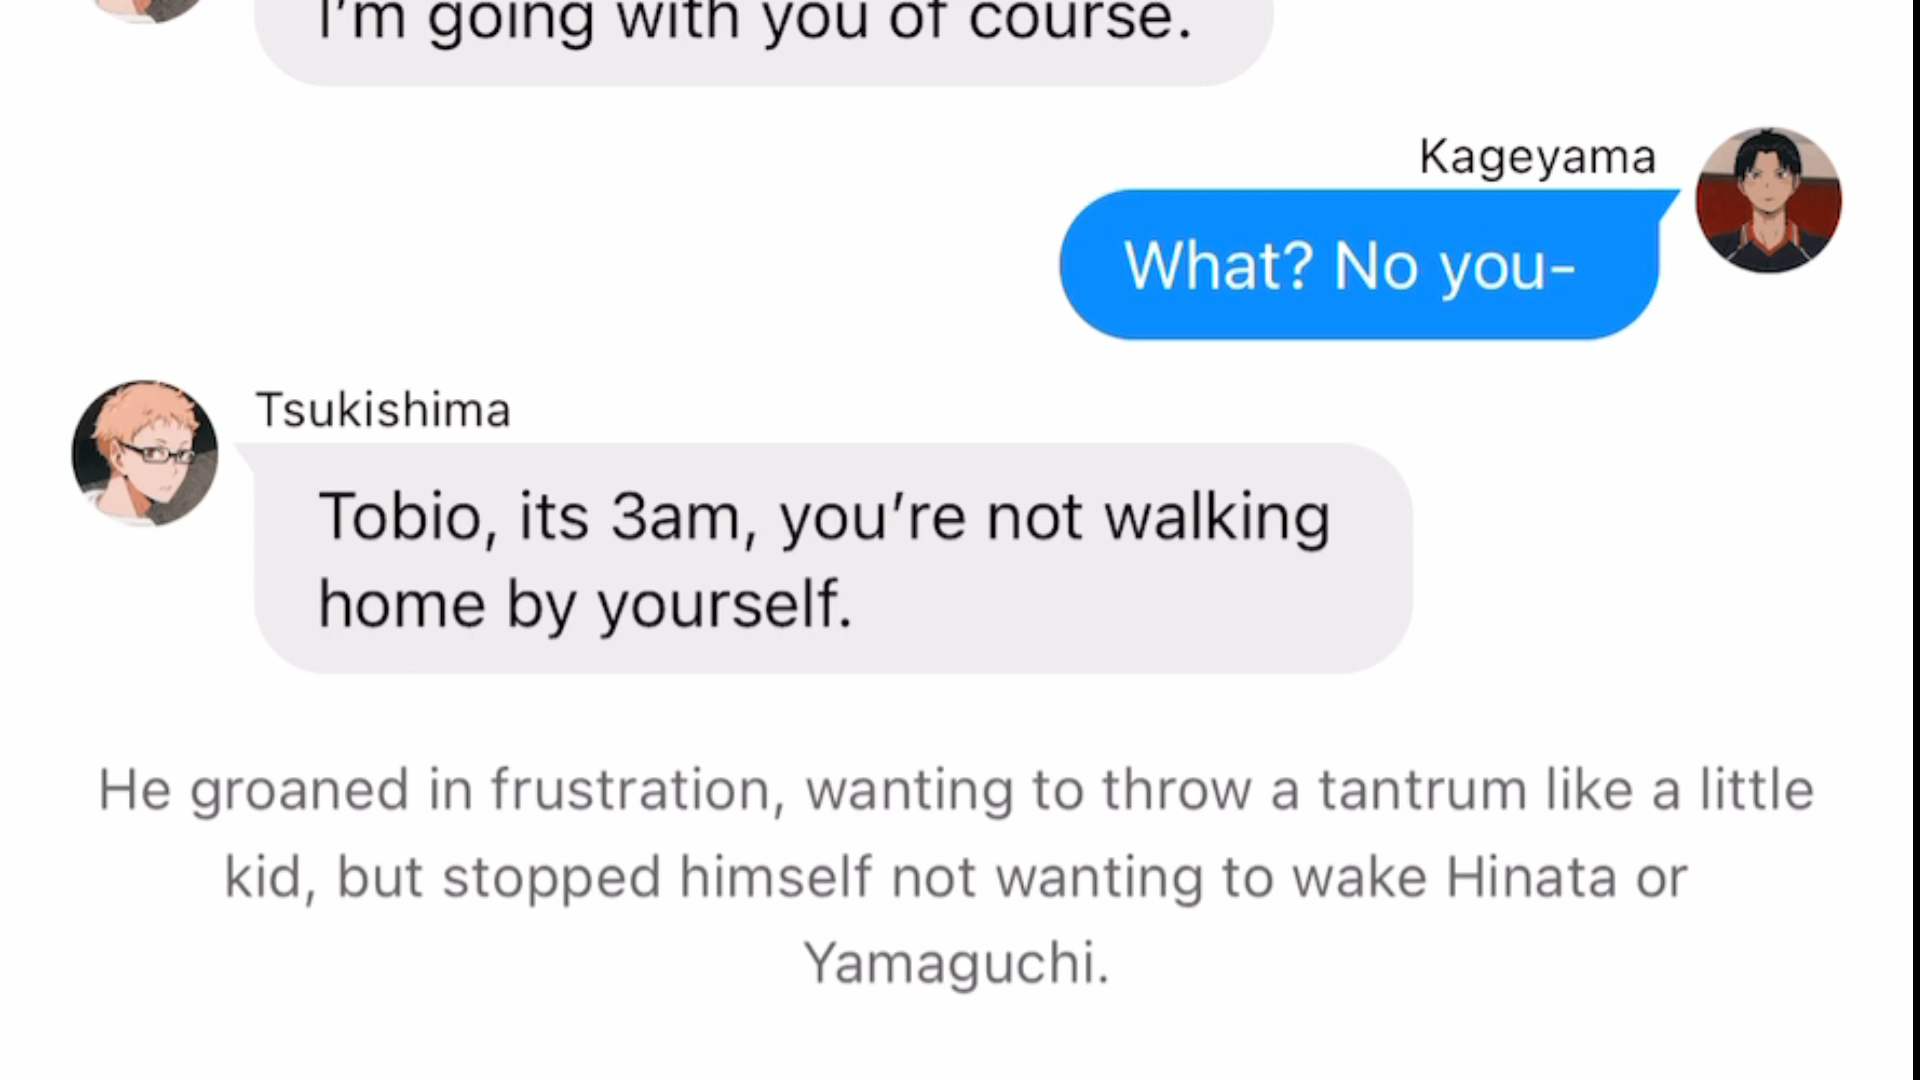 I'm going with you of course.
Kageyama
What? No you-
Tsukishima
Tobio, its 3am, you're not walking
home by yourself.
He groaned in frustration, wanting to throw a tantrum like a little
kid, but stopped himself not wanting to wake Hinata or
Yamaguchi.